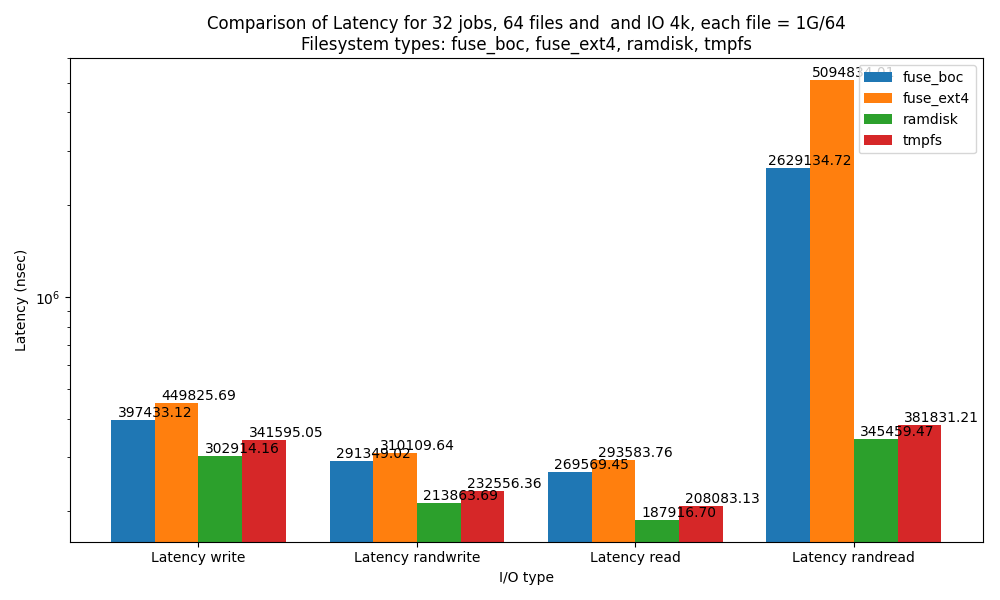 Comparison of Latency for 32 jobs, 64 files and  and IO 4k, each file = 1G/64
Filesystem types: fuse_boc, fuse_ext4, ramdisk, tmpfs
fuse_boc
fuse_ext4
ramdisk
tmpfs
Latency (nsec)
10⁶
397433.12
449825.69
302914.16
341595.05
291349.02
310109.64
213863.69
232556.36
269569.45
293583.76
187916.70
208083.13
2629134.72
345459.47
381831.21
Latency write
Latency randwrite
Latency read
Latency randread
I/O type